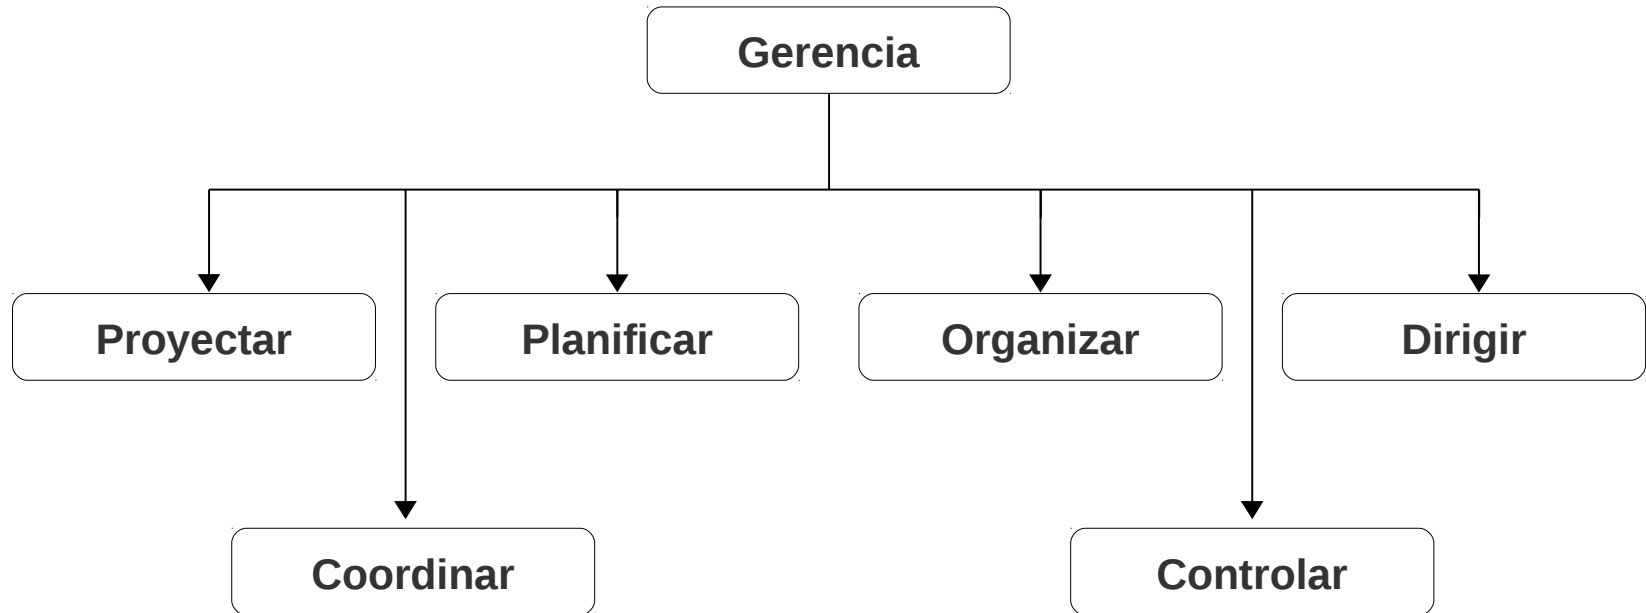 Gerencia
Proyectar
Planificar
Organizar
Dirigir
Coordinar
Controlar